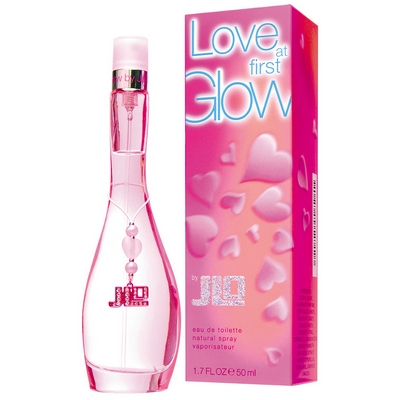 Love
at
first
Glow
by
JLO
eau de toilette
natural spray
vaporisateur
1.7 FL OZ ℮ 50 ml
JLO